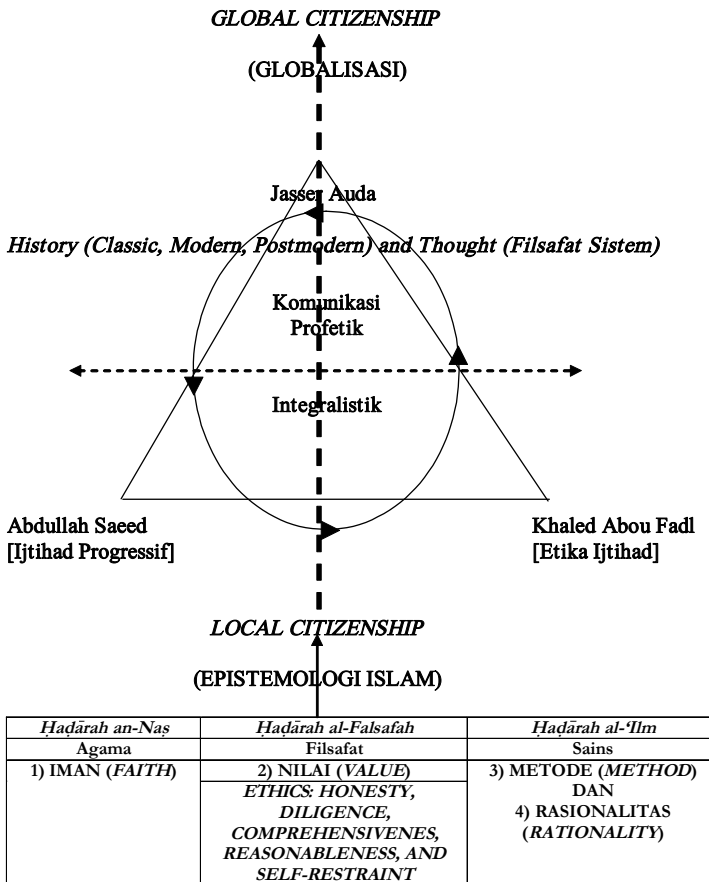 GLOBAL CITIZENSHIP
(GLOBALISASI)
Jasser Auda
History (Classic, Modern, Postmodern) and Thought (Filsafat Sistem)
Komunikasi
Profetik
Integralistik
Abdullah Saeed
[Ijtihad Progressif]
Khaled Abou Fadl
[Etika Ijtihad]
LOCAL CITIZENSHIP
(EPISTEMOLOGI ISLAM)
Ḥaḍārah an-Naṣ Ḥaḍārah al-Falsafah Ḥaḍārah al-‘Ilm
Agama Filsafat Sains
1) IMAN (FAITH) 2) NILAI (VALUE) 3) METODE (METHOD)
ETHICS: HONESTY, DAN
DILIGENCE, 4) RASIONALITAS
COMPREHENSIVENES, (RATIONALITY)
REASONABLENESS, AND
SELF-RESTRAINT